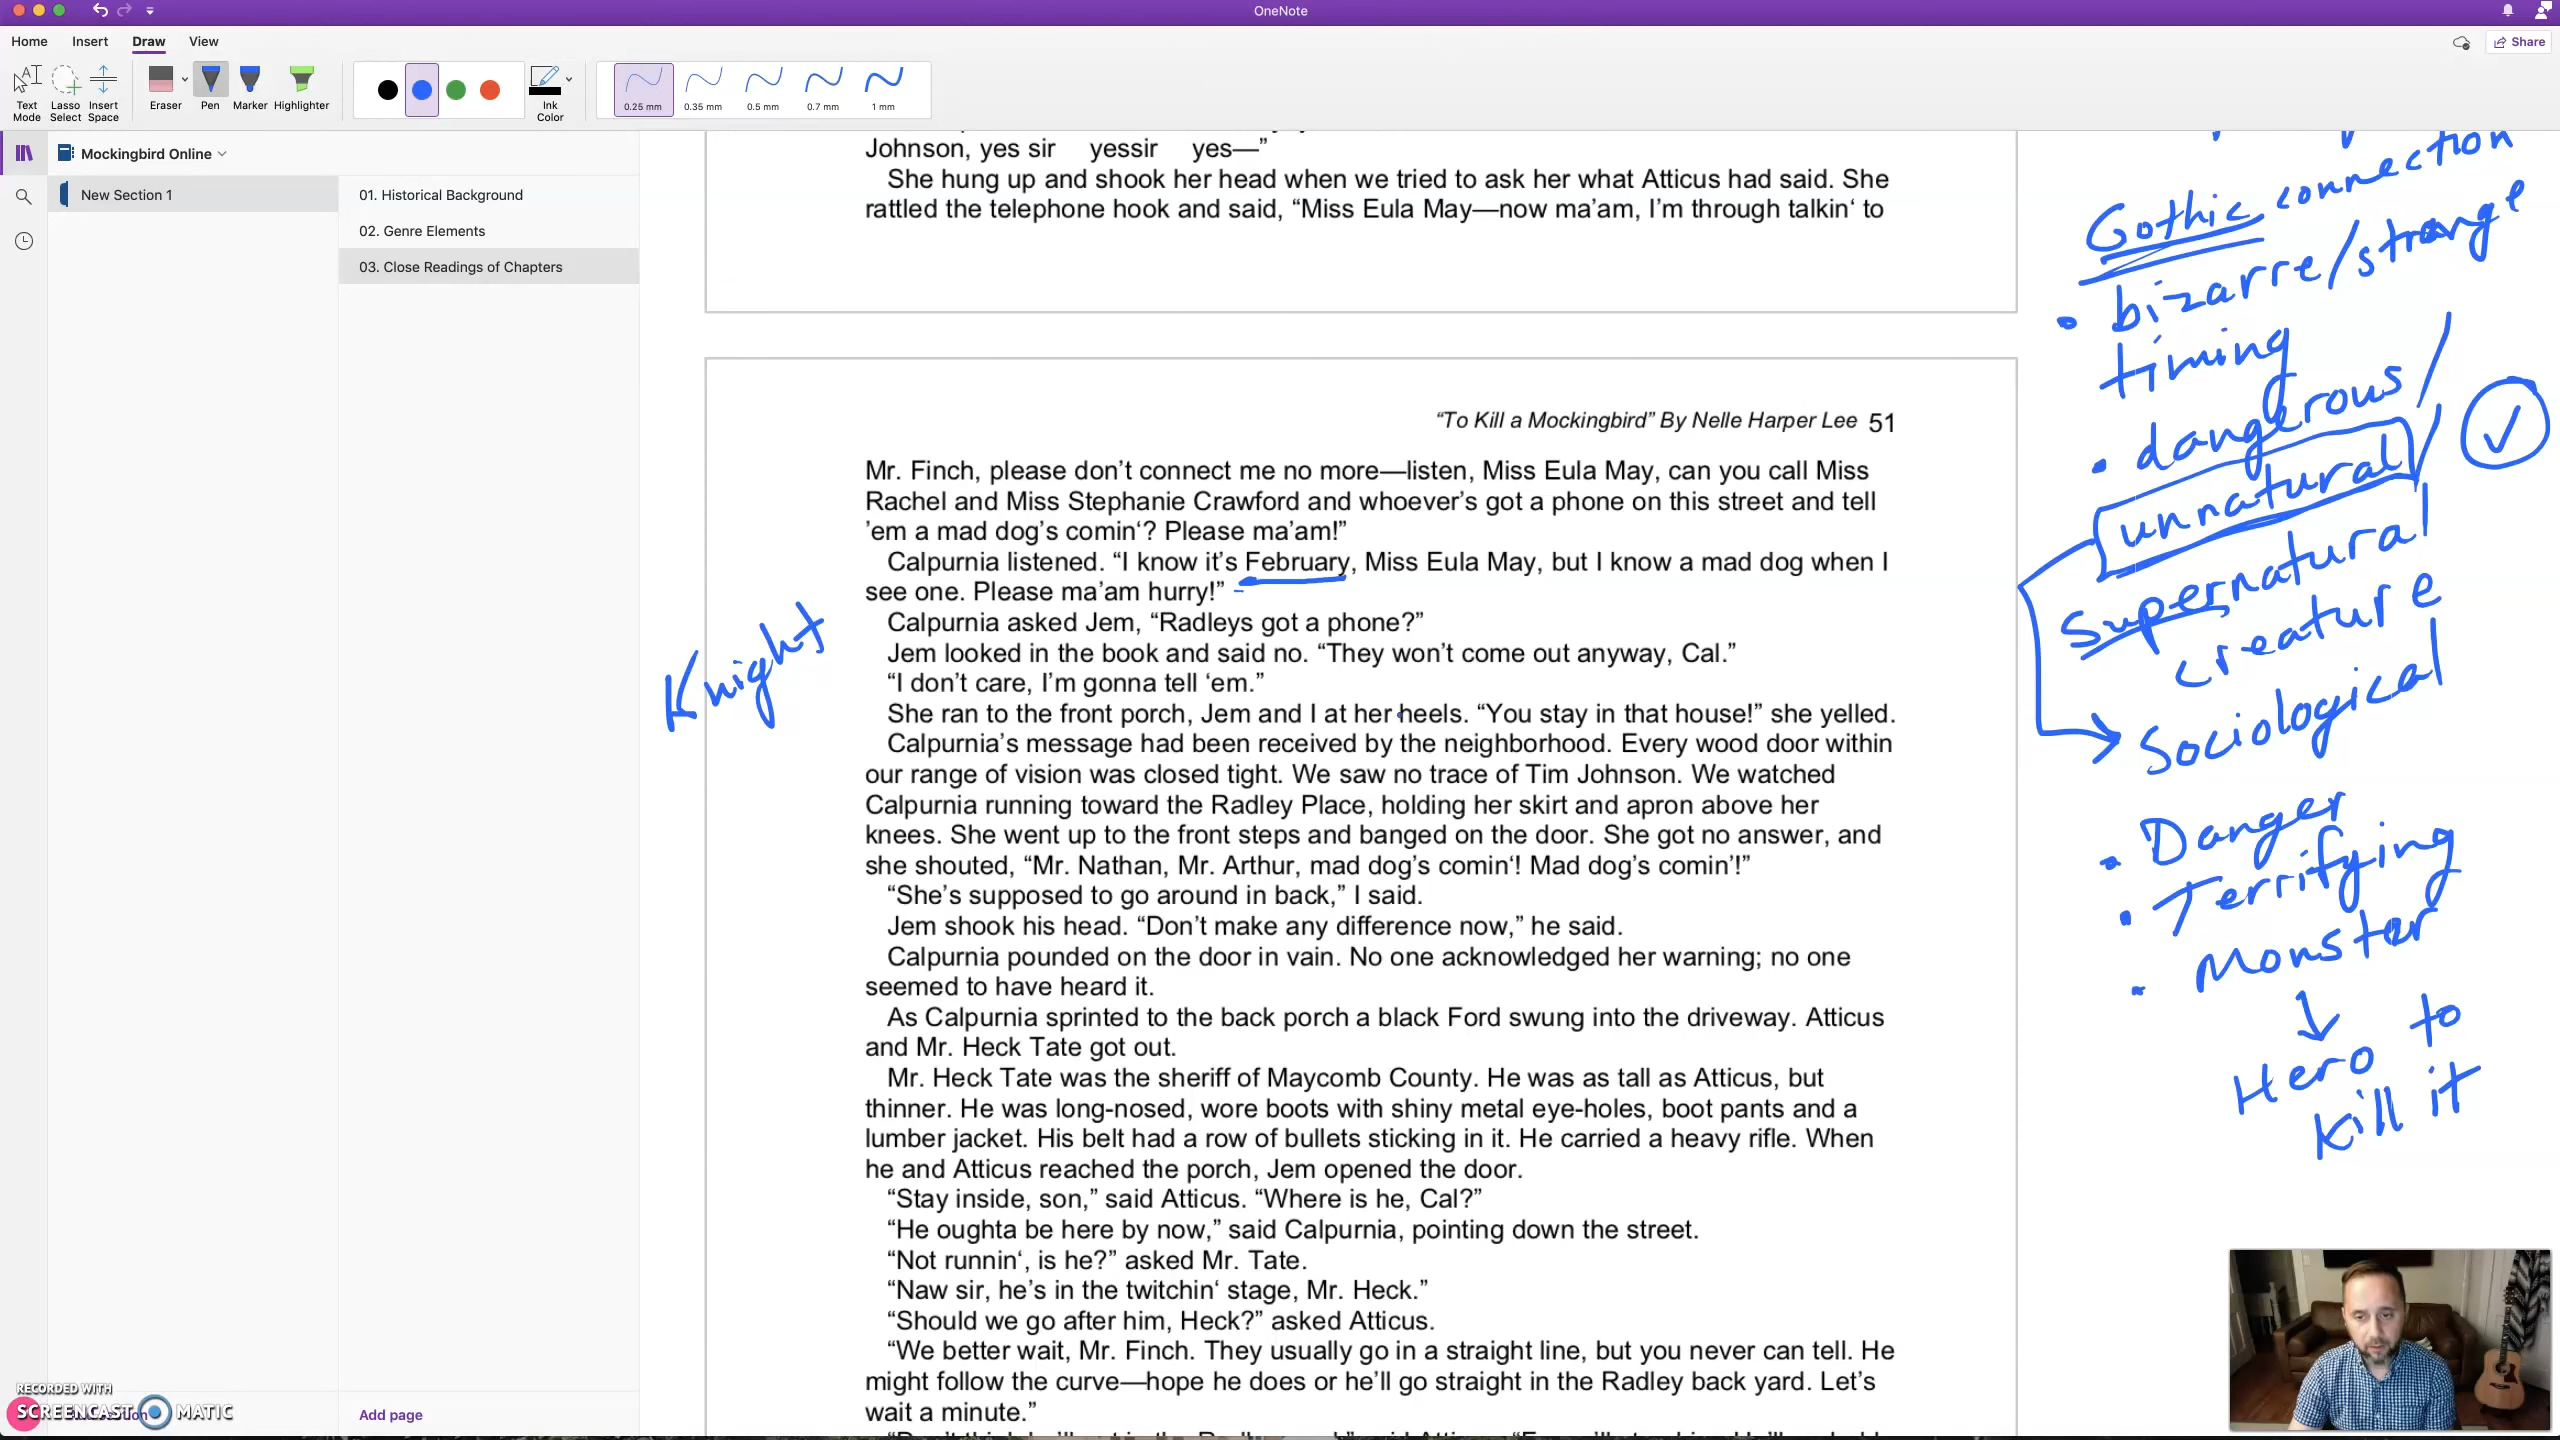 OneNote
Home Insert Draw View
Share
Text Mode
Lasso Select
Insert Space
Eraser
Pen
Marker
Highlighter
Ink Color
0.25 mm
0.35 mm
0.5 mm
0.7 mm
1 mm
Mockingbird Online
New Section 1
01. Historical Background
02. Genre Elements
03. Close Readings of Chapters
Johnson, yes sir yessir yes—”
She hung up and shook her head when we tried to ask her what Atticus had said. She
rattled the telephone hook and said, “Miss Eula May—now ma’am, I’m through talkin‘ to
“To Kill a Mockingbird” By Nelle Harper Lee 51
Mr. Finch, please don’t connect me no more—listen, Miss Eula May, can you call Miss
Rachel and Miss Stephanie Crawford and whoever’s got a phone on this street and tell
’em a mad dog’s comin‘? Please ma’am!”
Calpurnia listened. “I know it’s February, Miss Eula May, but I know a mad dog when I
see one. Please ma’am hurry!”
Calpurnia asked Jem, “Radleys got a phone?”
Jem looked in the book and said no. “They won’t come out anyway, Cal.”
“I don’t care, I’m gonna tell ‘em.”
She ran to the front porch, Jem and I at her heels. “You stay in that house!” she yelled.
Calpurnia’s message had been received by the neighborhood. Every wood door within
our range of vision was closed tight. We saw no trace of Tim Johnson. We watched
Calpurnia running toward the Radley Place, holding her skirt and apron above her
knees. She went up to the front steps and banged on the door. She got no answer, and
she shouted, “Mr. Nathan, Mr. Arthur, mad dog’s comin‘! Mad dog’s comin’!”
“She’s supposed to go around in back,” I said.
Jem shook his head. “Don’t make any difference now,” he said.
Calpurnia pounded on the door in vain. No one acknowledged her warning; no one
seemed to have heard it.
As Calpurnia sprinted to the back porch a black Ford swung into the driveway. Atticus
and Mr. Heck Tate got out.
Mr. Heck Tate was the sheriff of Maycomb County. He was as tall as Atticus, but
thinner. He was long-nosed, wore boots with shiny metal eye-holes, boot pants and a
lumber jacket. His belt had a row of bullets sticking in it. He carried a heavy rifle. When
he and Atticus reached the porch, Jem opened the door.
“Stay inside, son,” said Atticus. “Where is he, Cal?”
“He oughta be here by now,” said Calpurnia, pointing down the street.
“Not runnin‘, is he?” asked Mr. Tate.
“Naw sir, he’s in the twitchin‘ stage, Mr. Heck.”
“Should we go after him, Heck?” asked Atticus.
“We better wait, Mr. Finch. They usually go in a straight line, but you never can tell. He
might follow the curve—hope he does or he’ll go straight in the Radley back yard. Let’s
wait a minute.”
Knight
Gothic connection
• bizarre/strange
timing
• dangerous/
unnatural/
Supernatural
creature
Sociological
• Danger
• Terrifying
• Monster
↓
Hero to
kill it
RECORDED WITH
SCREENCAST MATIC
Add page